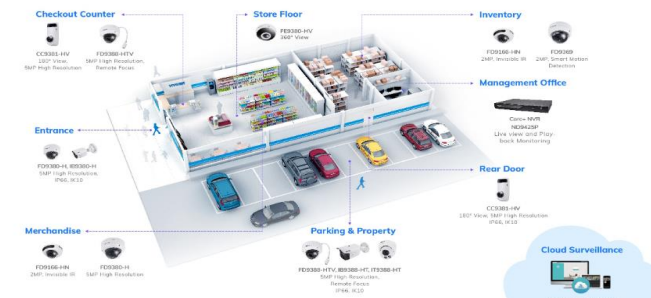 Checkout Counter
CC9381-HV
180° View,
5MP High Resolution
FD9380-HTV
5MP High Resolution,
Remote Focus
Store Floor
FE9380-HV
360° View
Inventory
FD9166-HN
2MP, Invisible IR
FD9369
2MP, Smart Motion
Detection
Management Office
Core+ NVR
ND9425P
Live view and Play-
back Monitoring
Entrance
FD9380-H, IB9380-H
5MP High Resolution,
IP66, IK10
Rear Door
CC9381-HV
180° View, 5MP High Resolution
IP66, IK10
Merchandise
FD9166-HN
2MP, Invisible IR
FD9380-H
5MP High Resolution
Parking & Property
FD9388-HTV, IB9388-HT, IT9388-HT
5MP High Resolution,
Remote Focus
IP66, IK10
Cloud Surveillance